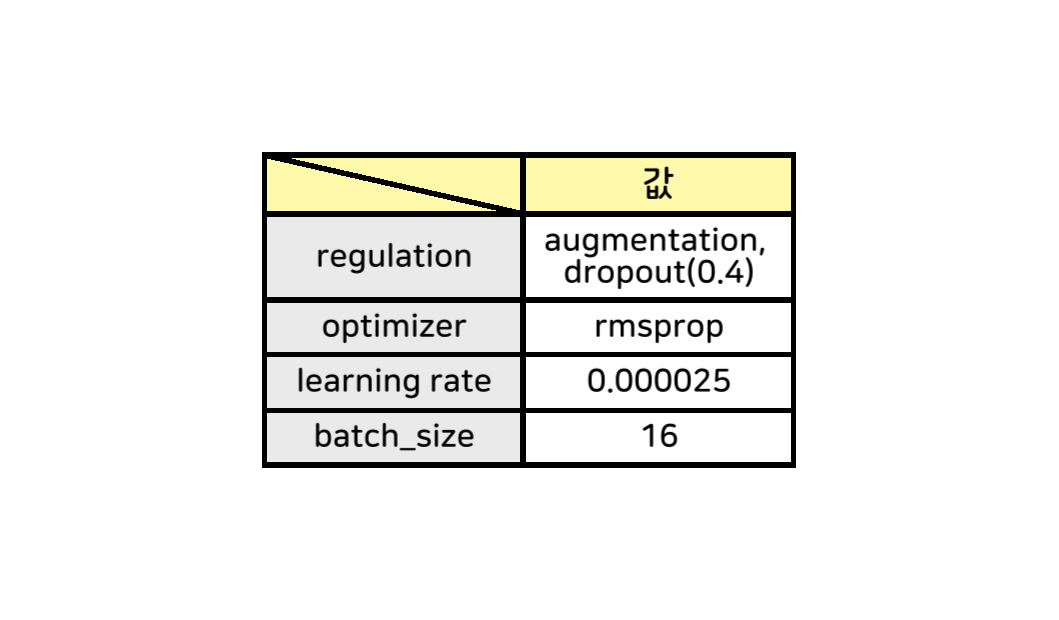 값
regulation
augmentation,
dropout(0.4)
optimizer
rmsprop
learning rate
0.000025
batch_size
16